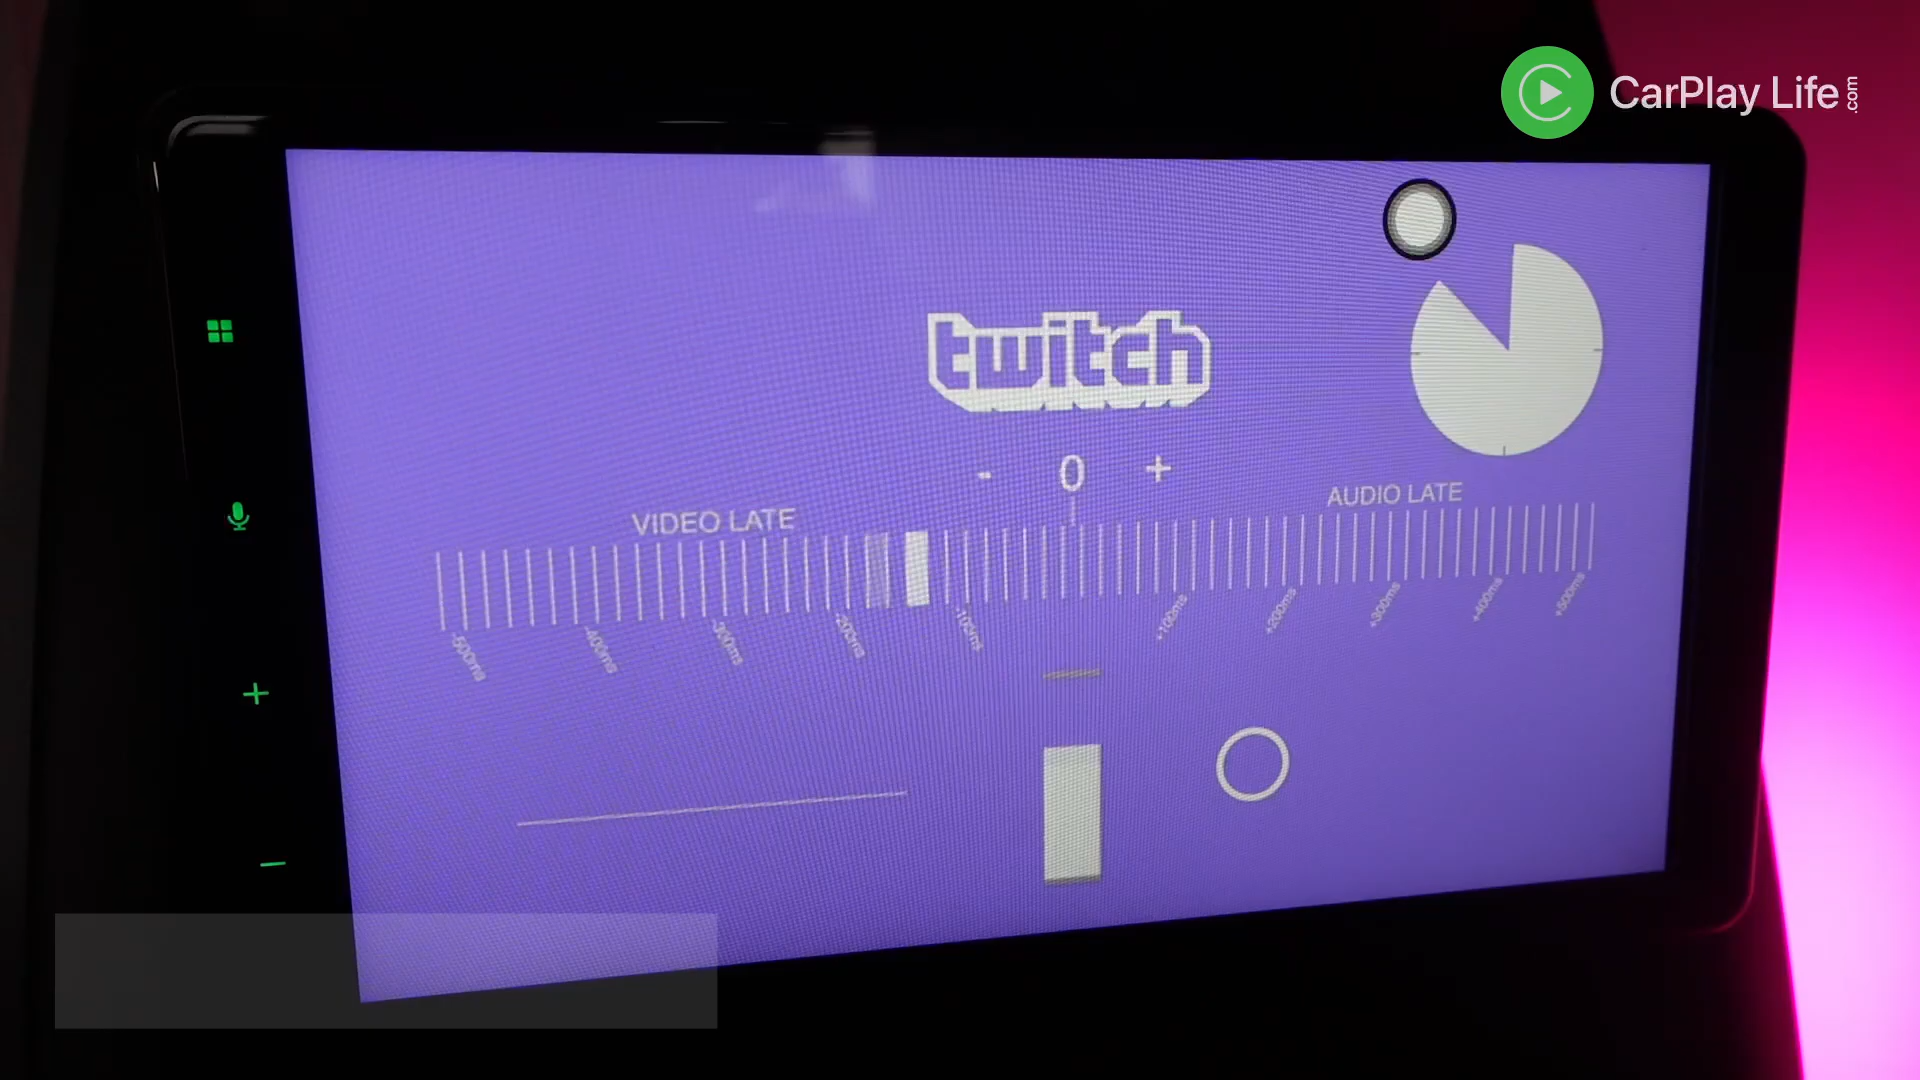 CarPlay Life.com
twitch
- 0 +
VIDEO LATE
AUDIO LATE
-500ms -400ms -300ms -200ms -100ms +100ms +200ms +300ms +400ms +500ms